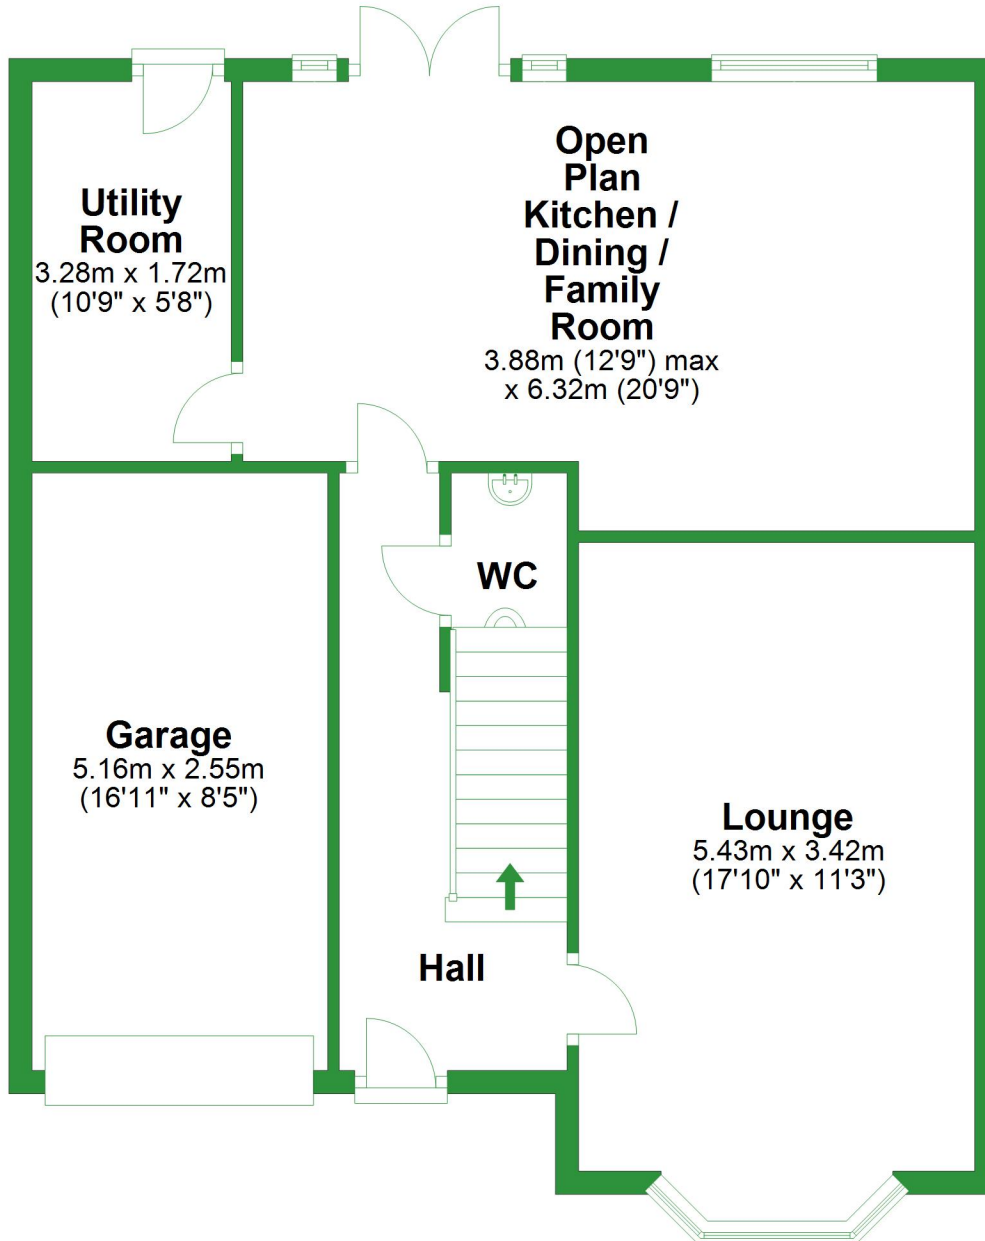 Open
Plan
Kitchen /
Dining /
Family
Room
3.88m (12'9") max
x 6.32m (20'9")
Utility
Room
3.28m x 1.72m
(10'9" x 5'8")
WC
Garage
5.16m x 2.55m
(16'11" x 8'5")
Lounge
5.43m x 3.42m
(17'10" x 11'3")
Hall